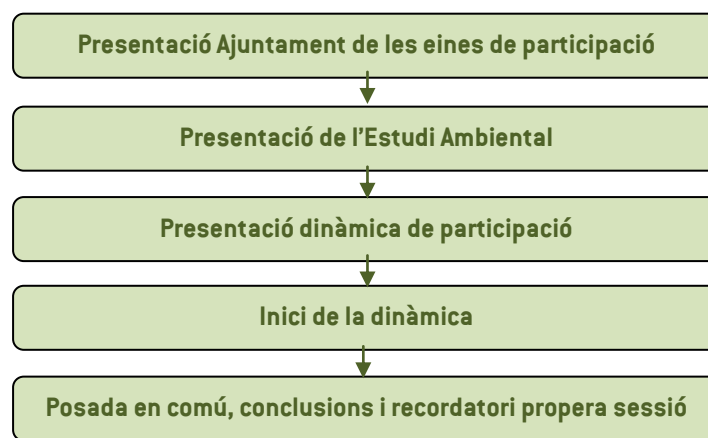 Presentació Ajuntament de les eines de participació
Presentació de l'Estudi Ambiental
Presentació dinàmica de participació
Inici de la dinàmica
Posada en comú, conclusions i recordatori propera sessió